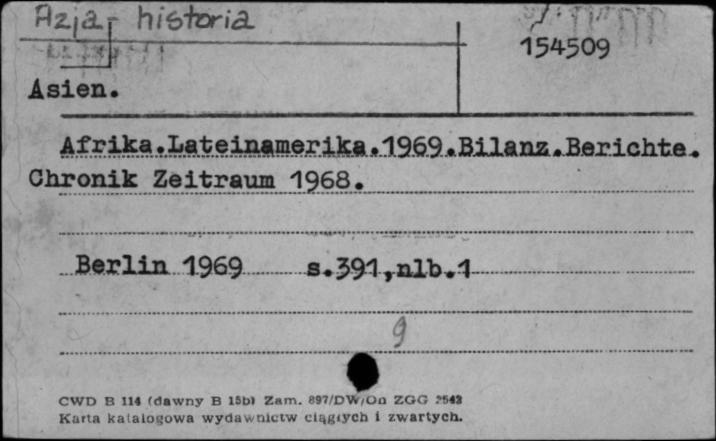 Azja - historia
154509
Asien.
Afrika.Lateinamerika.1969.Bilanz.Berichte.
Chronik Zeitraum 1968.
Berlin 1969 s.391,nlb.1
9
CWD B 114 (dawny B 15b) Zam. 897/DW/On ZGG 2543
Karta katalogowa wydawnictw ciągłych i zwartych.